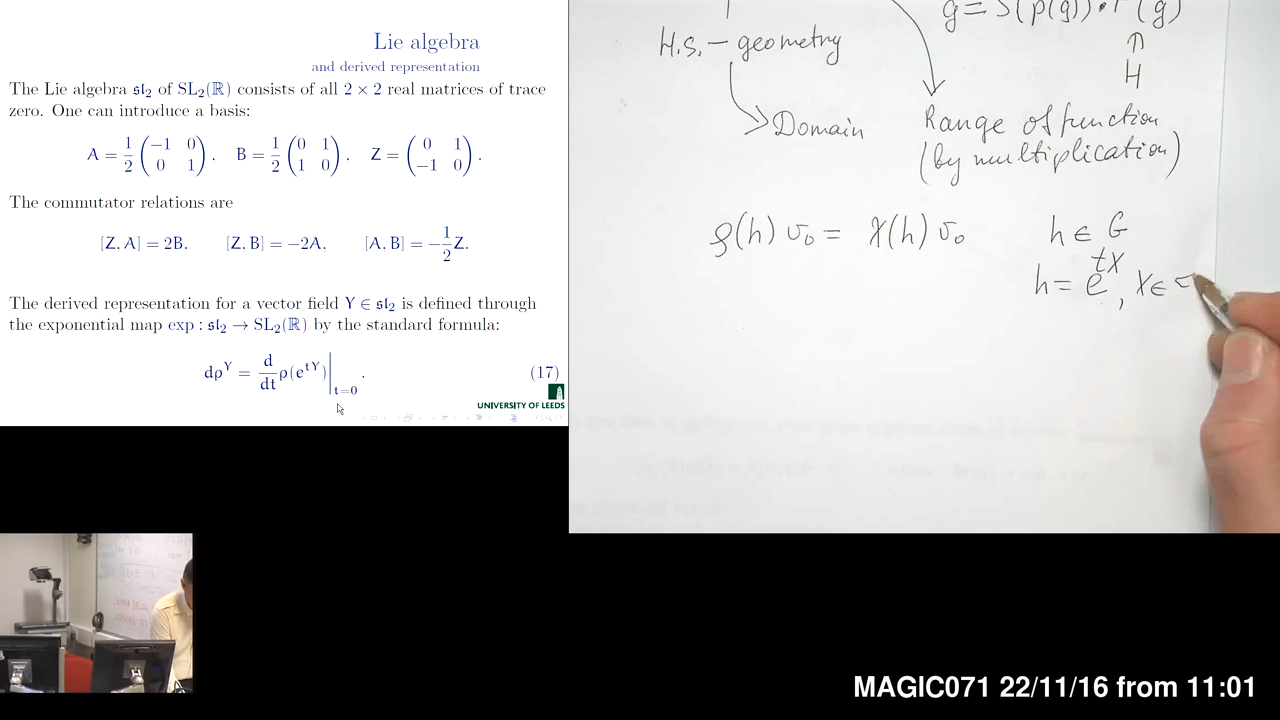 Lie algebra
and derived representation
The Lie algebra 𝔰𝔩₂ of SL₂(ℝ) consists of all 2 × 2 real matrices of trace
zero. One can introduce a basis:
A = 1/2 (−1 0; 0 1), B = 1/2 (0 1; 1 0), Z = (0 1; −1 0).
The commutator relations are
[Z, A] = 2B, [Z, B] = −2A, [A, B] = −1/2 Z.
The derived representation for a vector field Y ∈ 𝔰𝔩₂ is defined through
the exponential map exp : 𝔰𝔩₂ → SL₂(ℝ) by the standard formula:
dρ^Y = d/dt ρ(e^{tY})|_{t=0}. (17)
UNIVERSITY OF LEEDS
H.s. – geometry
H
Domain
Range of function
(by multiplication)
ρ(h) v₀ = χ(h) v₀ h ∈ G
h = e^{tX}, X ∈
MAGIC071 22/11/16 from 11:01